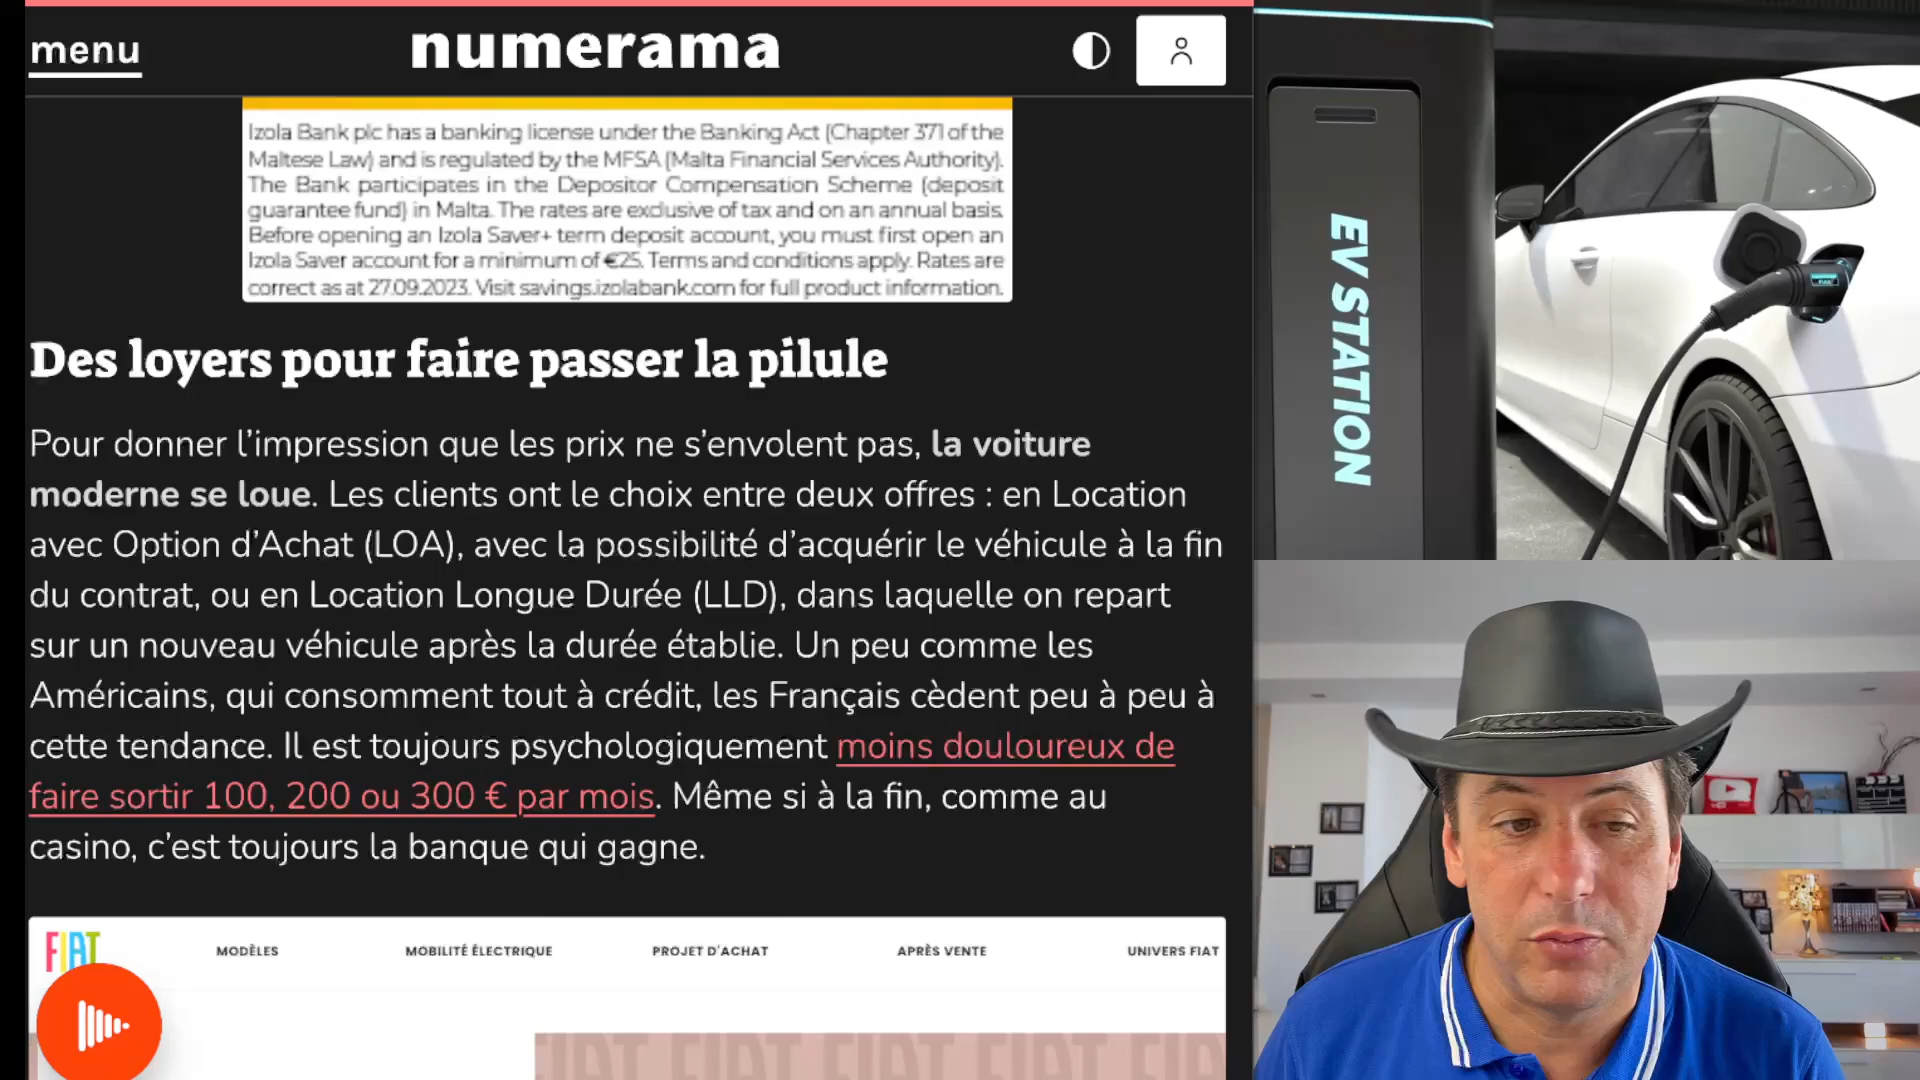 menu
numerama
Izola Bank plc has a banking license under the Banking Act (Chapter 371 of the
Maltese Law) and is regulated by the MFSA (Malta Financial Services Authority).
The Bank participates in the Depositor Compensation Scheme (deposit
guarantee fund) in Malta. The rates are exclusive of tax and on an annual basis.
Before opening an Izola Saver+ term deposit account, you must first open an
Izola Saver account for a minimum of €25. Terms and conditions apply. Rates are
correct as at 27.09.2023. Visit savings.izolabank.com for full product information.
Des loyers pour faire passer la pilule
Pour donner l’impression que les prix ne s’envolent pas, la voiture
moderne se loue. Les clients ont le choix entre deux offres : en Location
avec Option d’Achat (LOA), avec la possibilité d’acquérir le véhicule à la fin
du contrat, ou en Location Longue Durée (LLD), dans laquelle on repart
sur un nouveau véhicule après la durée établie. Un peu comme les
Américains, qui consomment tout à crédit, les Français cèdent peu à peu à
cette tendance. Il est toujours psychologiquement moins douloureux de
faire sortir 100, 200 ou 300 € par mois. Même si à la fin, comme au
casino, c’est toujours la banque qui gagne.
FIAT
MODÈLES
MOBILITÉ ÉLECTRIQUE
PROJET D'ACHAT
APRÈS VENTE
UNIVERS FIAT
FIAT FIAT FIAT FIAT FIAT
EV STATION